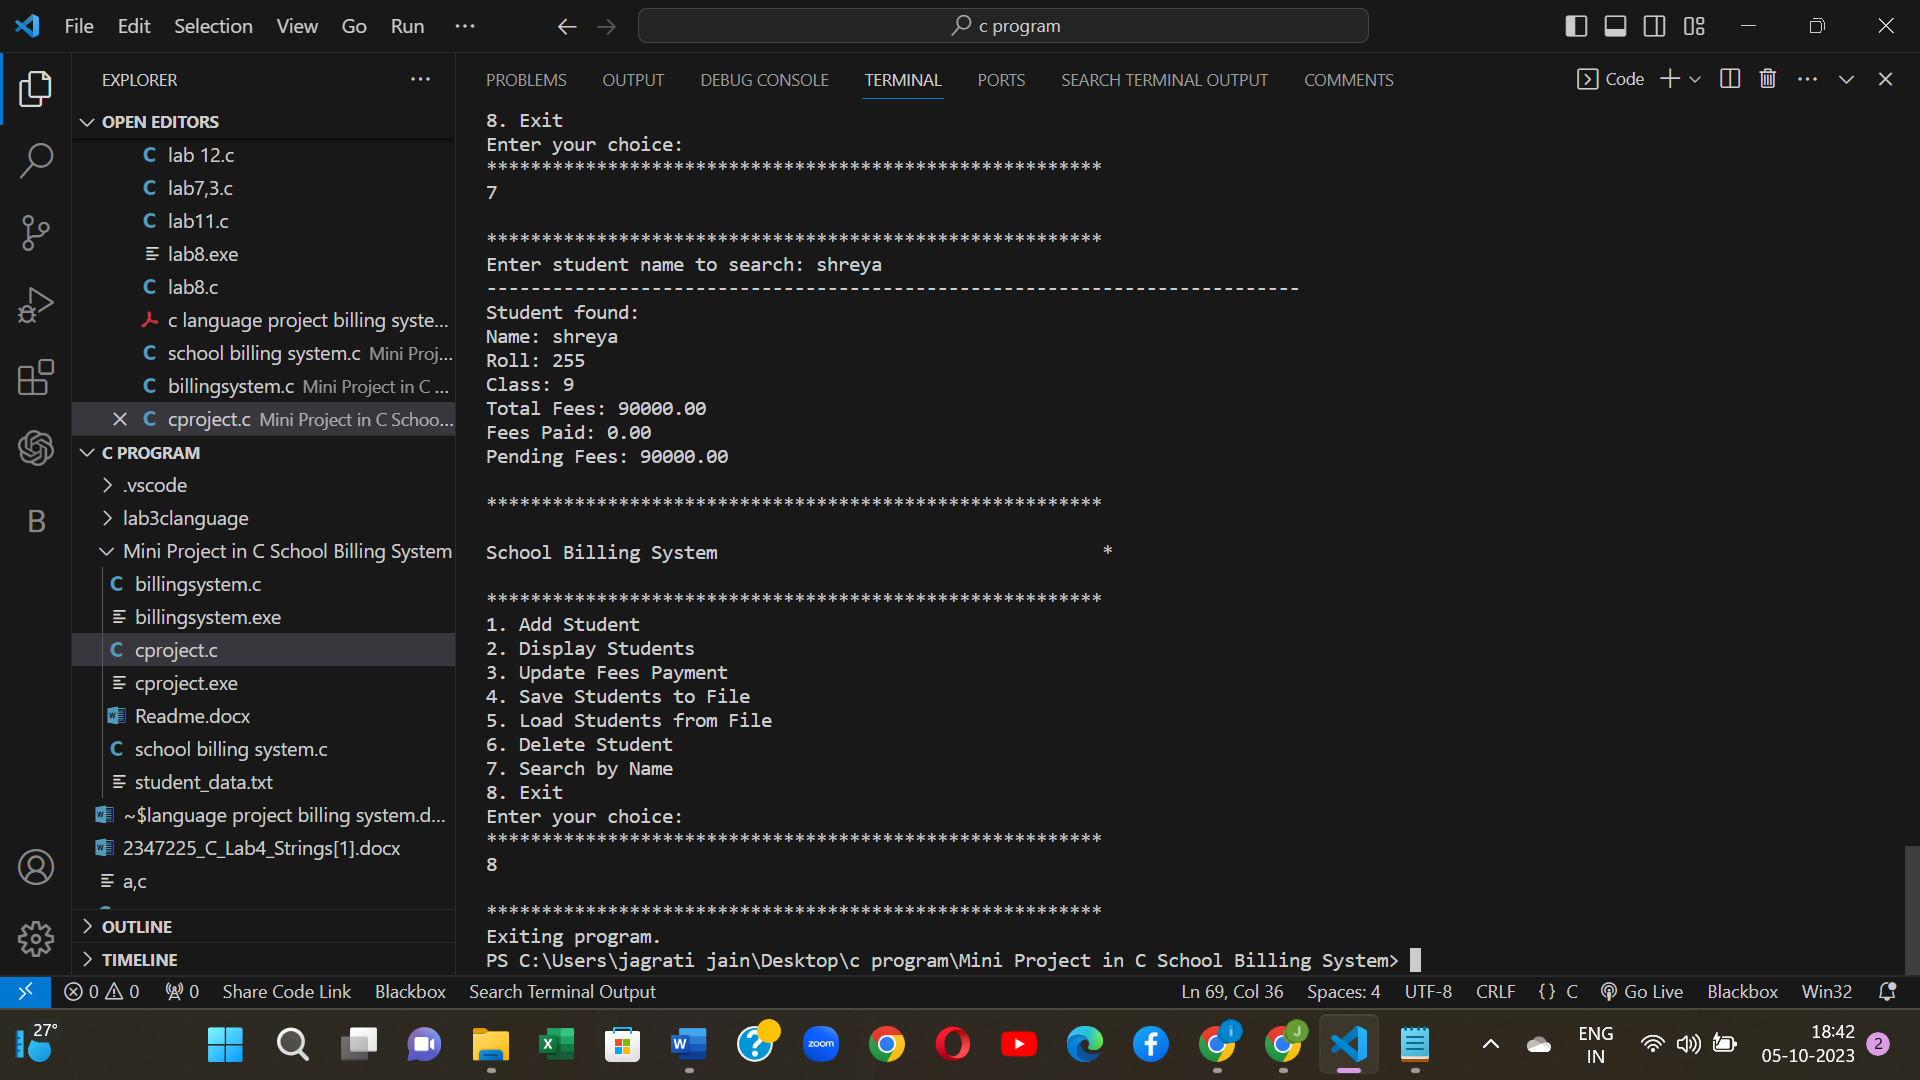 File Edit Selection View Go Run ···
c program
EXPLORER ···
OPEN EDITORS
C lab 12.c
C lab7,3.c
C lab11.c
lab8.exe
C lab8.c
c language project billing syste...
C school billing system.c Mini Proj...
C billingsystem.c Mini Project in C ...
C cproject.c Mini Project in C Schoo...
C PROGRAM
.vscode
lab3clanguage
Mini Project in C School Billing System
C billingsystem.c
billingsystem.exe
C cproject.c
cproject.exe
Readme.docx
C school billing system.c
student_data.txt
~$language project billing system.d...
2347225_C_Lab4_Strings[1].docx
a,c
OUTLINE
TIMELINE
B
PROBLEMS OUTPUT DEBUG CONSOLE TERMINAL PORTS SEARCH TERMINAL OUTPUT COMMENTS Code
8. Exit
Enter your choice:
********************************************************
7
********************************************************
Enter student name to search: shreya
--------------------------------------------------------------------------
Student found:
Name: shreya
Roll: 255
Class: 9
Total Fees: 90000.00
Fees Paid: 0.00
Pending Fees: 90000.00
********************************************************
School Billing System *
********************************************************
1. Add Student
2. Display Students
3. Update Fees Payment
4. Save Students to File
5. Load Students from File
6. Delete Student
7. Search by Name
8. Exit
Enter your choice:
********************************************************
8
********************************************************
Exiting program.
PS C:\Users\jagrati jain\Desktop\c program\Mini Project in C School Billing System>
0 0 0 Share Code Link Blackbox Search Terminal Output Ln 69, Col 36 Spaces: 4 UTF-8 CRLF {} C Go Live Blackbox Win32
27°
zoom
ENG
IN
18:42
05-10-2023
2